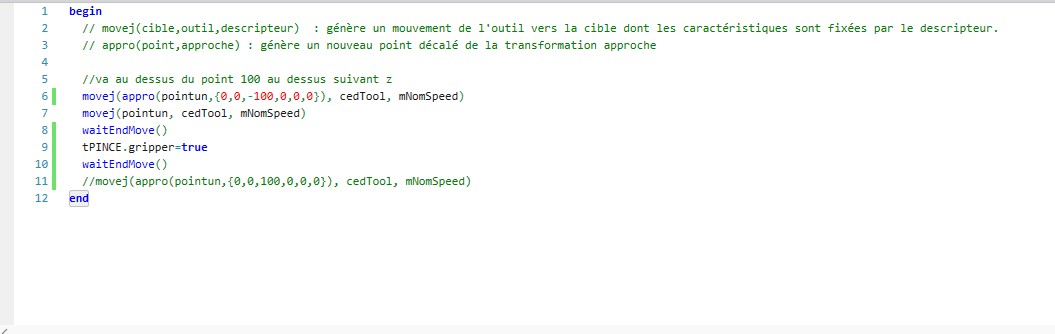 1 begin
2 // movej(cible,outil,descripteur)  : génère un mouvement de l'outil vers la cible dont les caractéristiques sont fixées par le descripteur.
3 // appro(point,approche) : génère un nouveau point décalé de la transformation approche
4
5 //va au dessus du point 100 au dessus suivant z
6 movej(appro(pointun,{0,0,-100,0,0,0}), cedTool, mNomSpeed)
7 movej(pointun, cedTool, mNomSpeed)
8 waitEndMove()
9 tPINCE.gripper=true
10 waitEndMove()
11 //movej(appro(pointun,{0,0,100,0,0,0}), cedTool, mNomSpeed)
12 end